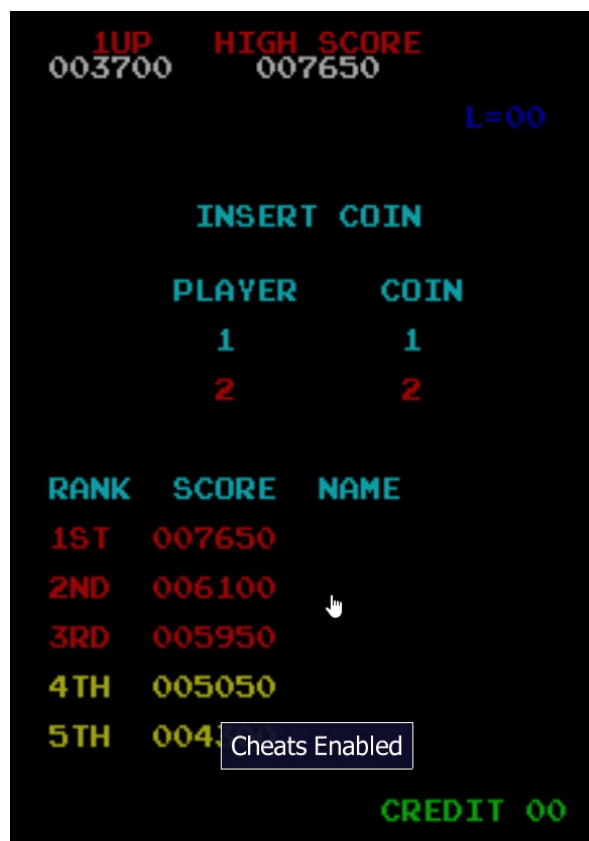 1UP HIGH SCORE
003700 007650
L=00
INSERT COIN
PLAYER COIN
1 1
2 2
RANK SCORE NAME
1ST 007650
2ND 006100
3RD 005950
4TH 005050
5TH
Cheats Enabled
CREDIT 00